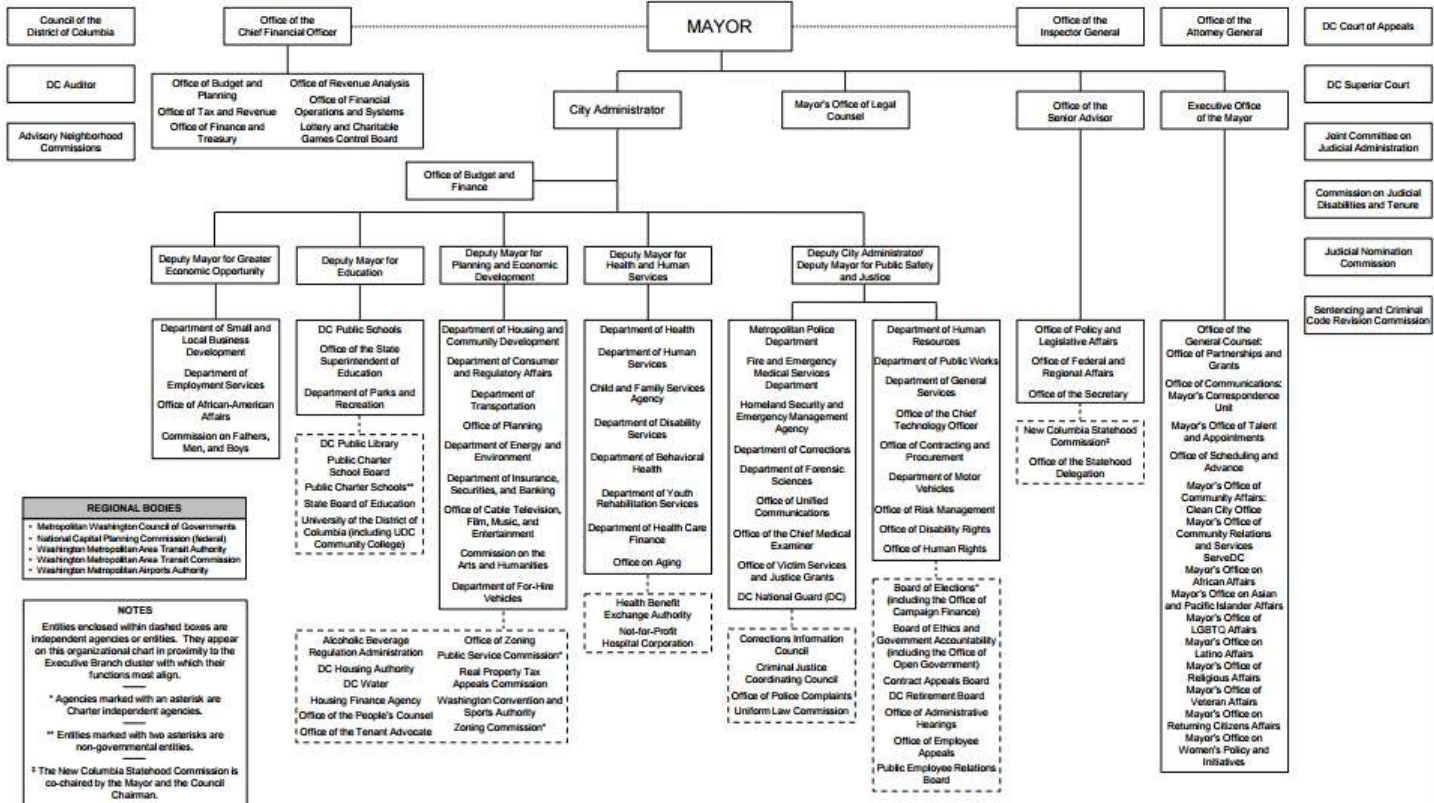 Council of the
District of Columbia
Office of the
Chief Financial Officer
MAYOR
Office of the
Inspector General
Office of the
Attorney General
DC Court of Appeals
DC Auditor
Office of Budget and
Planning
Office of Tax and Revenue
Office of Finance and
Treasury
Office of Revenue Analysis
Office of Financial
Operations and Systems
Lottery and Charitable
Games Control Board
City Administrator
Mayor's Office of Legal
Counsel
Office of the
Senior Advisor
Executive Office
of the Mayor
DC Superior Court
Advisory Neighborhood
Commissions
Joint Committee on
Judicial Administration
Office of Budget and
Finance
Commission on Judicial
Disabilities and Tenure
Judicial Nomination
Commission
Sentencing and Criminal
Code Revision Commission
Deputy Mayor for Greater
Economic Opportunity
Deputy Mayor for
Education
Deputy Mayor for
Planning and Economic
Development
Deputy Mayor for
Health and Human
Services
Deputy City Administrator/
Deputy Mayor for Public Safety
and Justice
Department of Small and
Local Business
Development
Department of
Employment Services
Office of African-American
Affairs
Commission on Fathers,
Men, and Boys
DC Public Schools
Office of the State
Superintendent of
Education
Department of Parks and
Recreation
DC Public Library
Public Charter
School Board
Public Charter Schools**
State Board of Education
University of the District of
Columbia (including UDC
Community College)
Department of Housing and
Community Development
Department of Consumer
and Regulatory Affairs
Department of
Transportation
Office of Planning
Department of Energy and
Environment
Department of Insurance,
Securities, and Banking
Office of Cable Television,
Film, Music, and
Entertainment
Commission on the
Arts and Humanities
Department of For-Hire
Vehicles
Alcoholic Beverage
Regulation Administration
DC Housing Authority
DC Water
Housing Finance Agency
Office of the People's Counsel
Office of the Tenant Advocate
Office of Zoning
Public Service Commission*
Real Property Tax
Appeals Commission
Washington Convention and
Sports Authority
Zoning Commission*
Department of Health
Department of Human
Services
Child and Family Services
Agency
Department of Disability
Services
Department of Behavioral
Health
Department of Youth
Rehabilitation Services
Department of Health Care
Finance
Office on Aging
Health Benefit
Exchange Authority
Not-for-Profit
Hospital Corporation
Metropolitan Police
Department
Fire and Emergency
Medical Services
Department
Homeland Security and
Emergency Management
Agency
Department of Corrections
Department of Forensic
Sciences
Office of Unified
Communications
Office of the Chief Medical
Examiner
Office of Victim Services
and Justice Grants
DC National Guard (DC)
Corrections Information
Council
Criminal Justice
Coordinating Council
Office of Police Complaints
Uniform Law Commission
Department of Human
Resources
Department of Public Works
Department of General
Services
Office of the Chief
Technology Officer
Office of Contracting and
Procurement
Department of Motor
Vehicles
Office of Risk Management
Office of Disability Rights
Office of Human Rights
Board of Elections*
(including the Office of
Campaign Finance)
Board of Ethics and
Government Accountability
(including the Office of
Open Government)
Contract Appeals Board
DC Retirement Board
Office of Administrative
Hearings
Office of Employee
Appeals
Public Employee Relations
Board
Office of Policy and
Legislative Affairs
Office of Federal and
Regional Affairs
Office of the Secretary
New Columbia Statehood
Commission‡
Office of the Statehood
Delegation
Office of the
General Counsel:
Office of Partnerships and
Grants
Office of Communications:
Mayor's Correspondence
Unit
Mayor's Office of Talent
and Appointments
Office of Scheduling and
Advance
Mayor's Office of
Community Affairs:
Clean City Office
Mayor's Office of
Community Relations
and Services
ServeDC
Mayor's Office on
African Affairs
Mayor's Office on Asian
and Pacific Islander Affairs
Mayor's Office of
LGBTQ Affairs
Mayor's Office on
Latino Affairs
Mayor's Office of
Religious Affairs
Mayor's Office of
Veteran Affairs
Mayor's Office on
Returning Citizens Affairs
Mayor's Office on
Women's Policy and
Initiatives
REGIONAL BODIES
• Metropolitan Washington Council of Governments
• National Capital Planning Commission (federal)
• Washington Metropolitan Area Transit Authority
• Washington Metropolitan Area Transit Commission
• Washington Metropolitan Airports Authority
NOTES
Entities enclosed within dashed boxes are
independent agencies or entities. They appear
on this organizational chart in proximity to the
Executive Branch cluster with which their
functions most align.
* Agencies marked with an asterisk are
Charter independent agencies.
** Entities marked with two asterisks are
non-governmental entities.
‡ The New Columbia Statehood Commission is
co-chaired by the Mayor and the Council
Chairman.